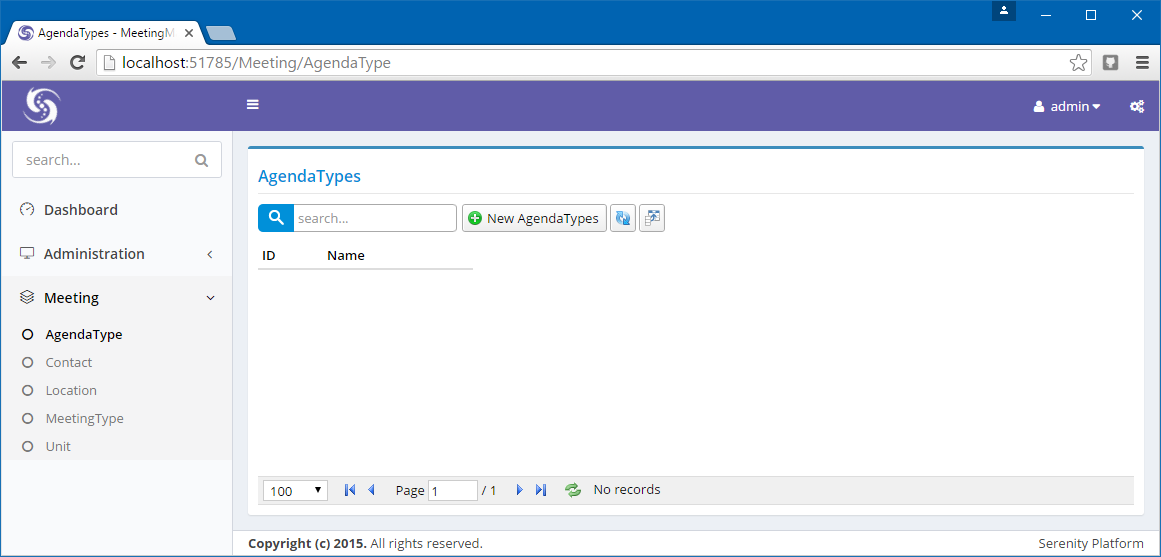 AgendaTypes - MeetingM
localhost:51785/Meeting/AgendaType
admin
search...
Dashboard
Administration
Meeting
AgendaType
Contact
Location
MeetingType
Unit
AgendaTypes
search... New AgendaTypes
ID Name
100 Page 1 / 1 No records
Copyright (c) 2015. All rights reserved. Serenity Platform